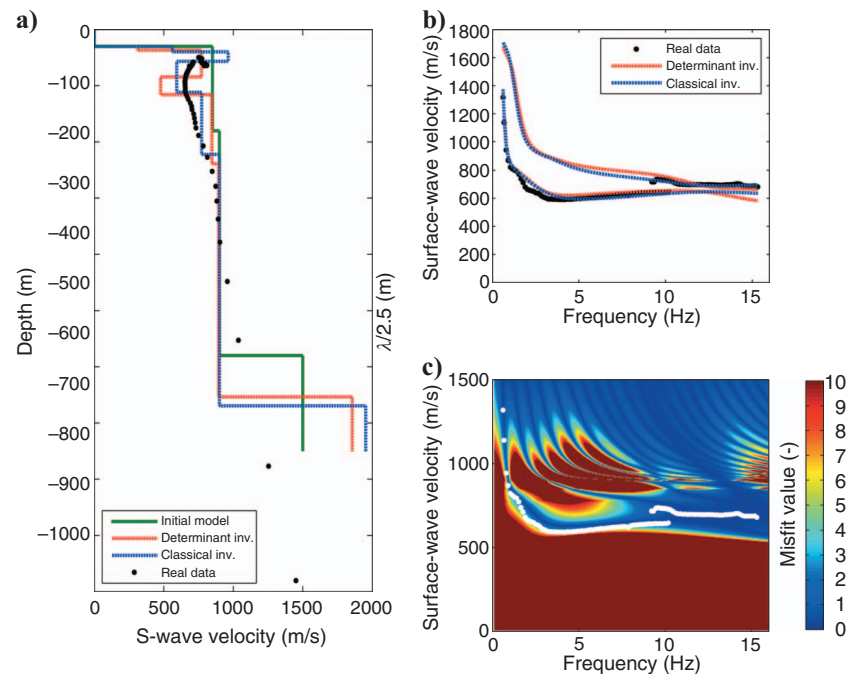 a)
0
−100
−200
−300
−400
−500
−600
−700
−800
−900
−1000
Depth (m)
λ/2.5 (m)
Initial model
Determinant inv.
Classical inv.
Real data
0 500 1000 1500 2000
S-wave velocity (m/s)
b)
1800
1600
1400
1200
1000
800
600
400
200
0
Surface-wave velocity (m/s)
Real data
Determinant inv.
Classical inv.
0 5 10 15
Frequency (Hz)
c)
1500
1000
500
0
Surface-wave velocity (m/s)
0 5 10 15
Frequency (Hz)
10
9
8
7
6
5
4
3
2
1
0
Misfit value (-)